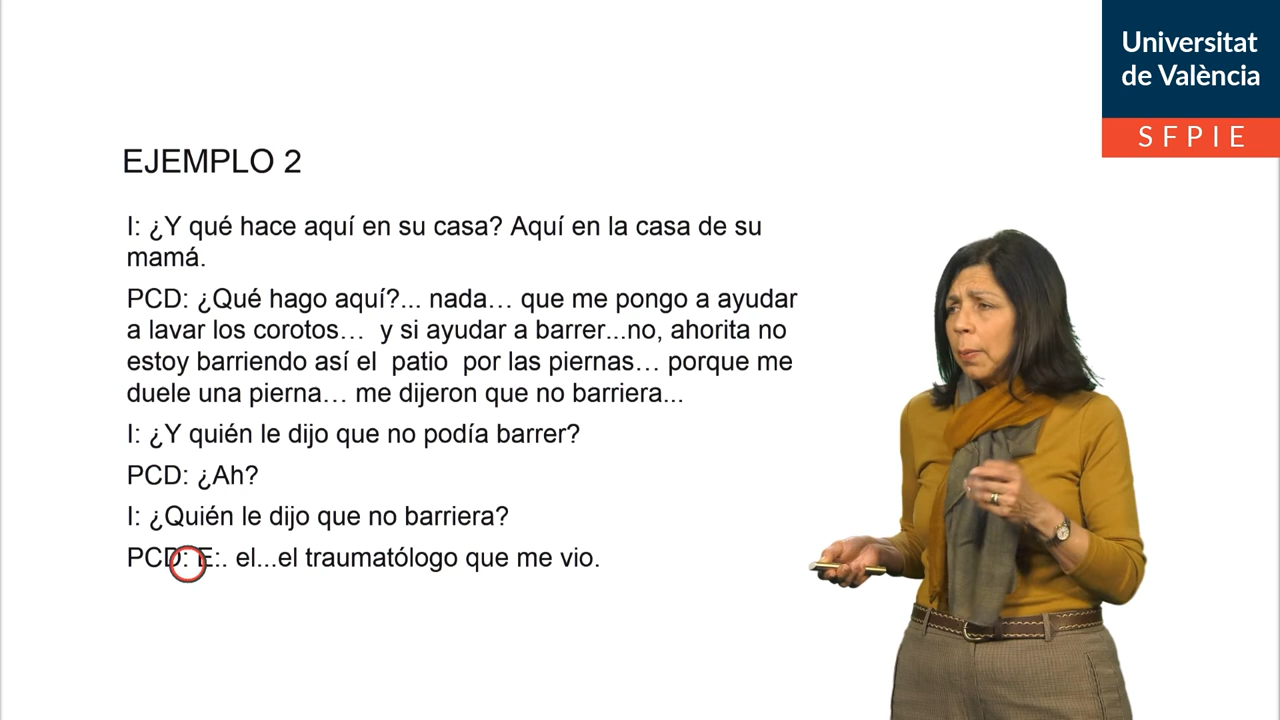 Universitat
de València
SFPIE
EJEMPLO 2
I: ¿Y qué hace aquí en su casa? Aquí en la casa de su
mamá.
PCD: ¿Qué hago aquí?... nada… que me pongo a ayudar
a lavar los corotos… y si ayudar a barrer...no, ahorita no
estoy barriendo así el patio por las piernas… porque me
duele una pierna… me dijeron que no barriera...
I: ¿Y quién le dijo que no podía barrer?
PCD: ¿Ah?
I: ¿Quién le dijo que no barriera?
PCD: E:. el...el traumatólogo que me vio.